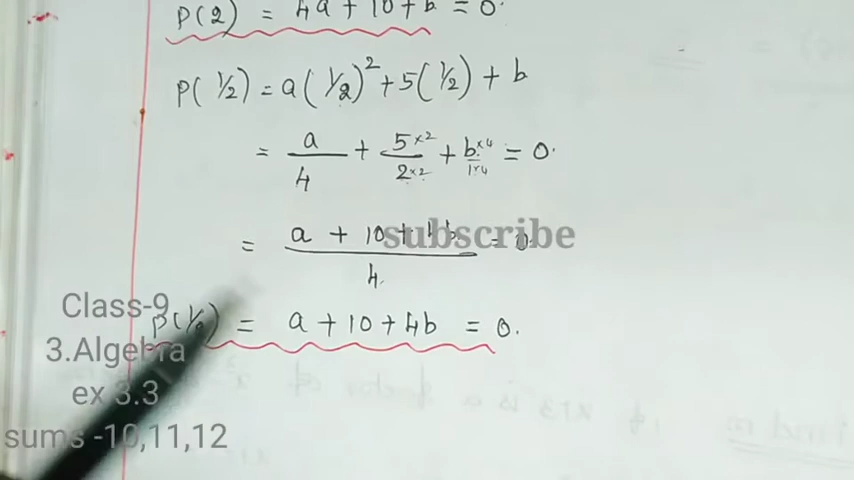 P(2) = 4a + 10 + b = 0.
P(1/2) = a(1/2)² + 5(1/2) + b
= a/4 + 5×2/2×2 + b×4/1×4 = 0.
= a + 10 + 4b/4 = 0.
subscribe
P(1/2) = a + 10 + 4b = 0.
Class-9
3.Algebra
ex 3.3
sums -10,11,12